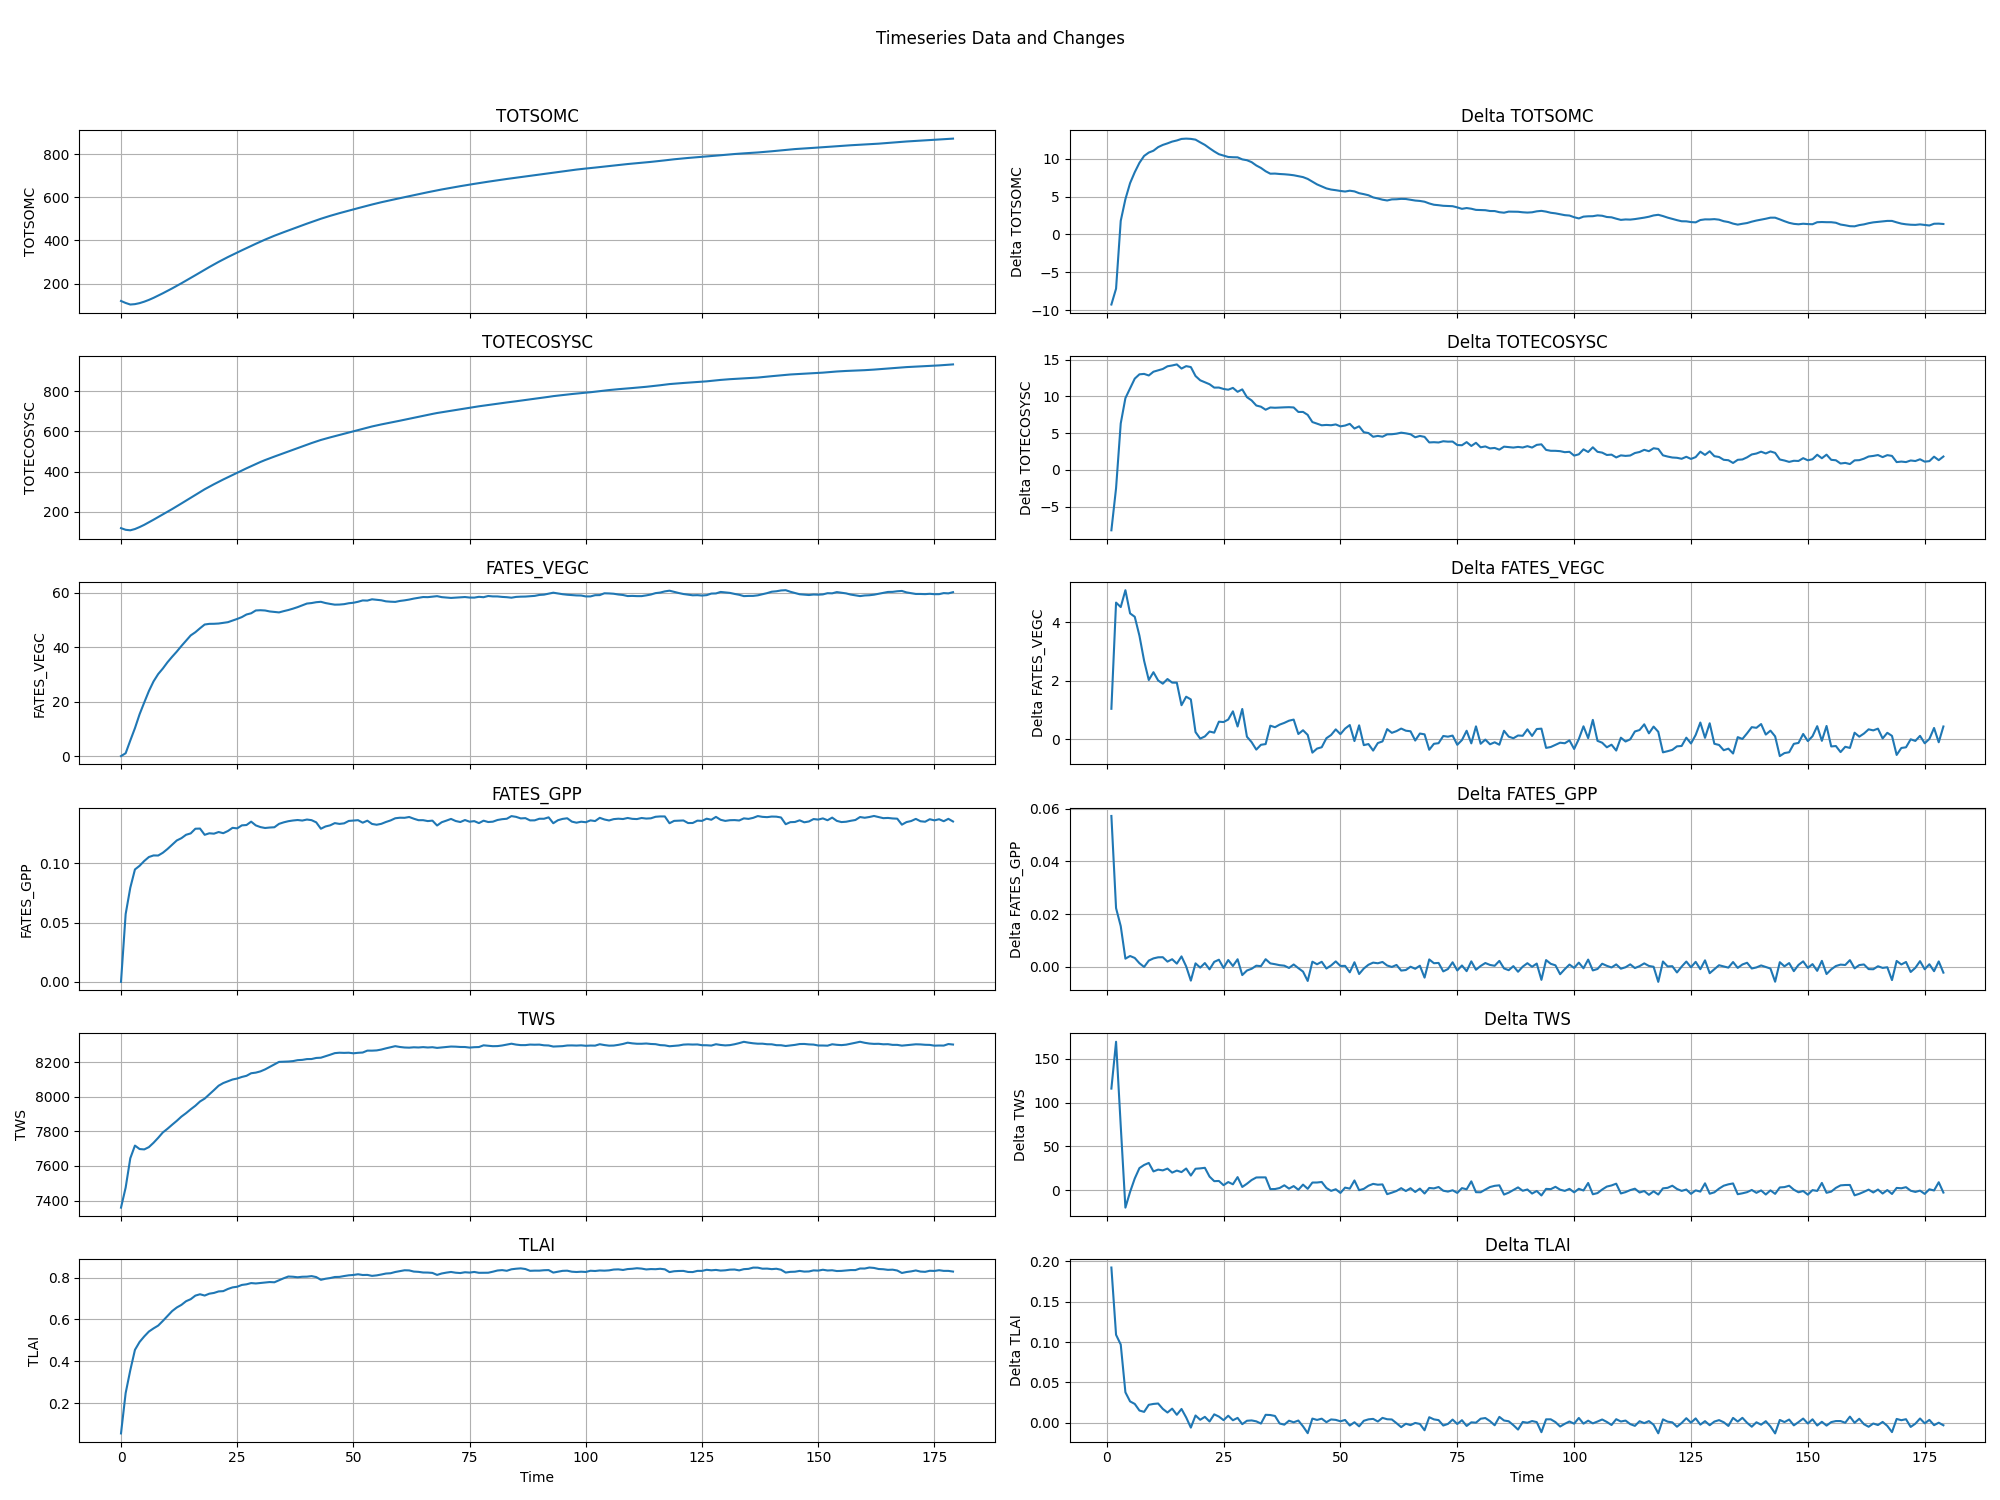 Timeseries Data and Changes
TOTSOMC
TOTSOMC
800
600
400
200
Delta TOTSOMC
Delta TOTSOMC
10
5
0
−5
−10
TOTECOSYSC
TOTECOSYSC
800
600
400
200
Delta TOTECOSYSC
Delta TOTECOSYSC
15
10
5
0
−5
FATES_VEGC
FATES_VEGC
60
40
20
0
Delta FATES_VEGC
Delta FATES_VEGC
4
2
0
FATES_GPP
FATES_GPP
0.10
0.05
0.00
Delta FATES_GPP
Delta FATES_GPP
0.06
0.04
0.02
0.00
TWS
TWS
8200
8000
7800
7600
7400
Delta TWS
Delta TWS
150
100
50
0
TLAI
TLAI
0.8
0.6
0.4
0.2
0 25 50 75 100 125 150 175
Time
Delta TLAI
Delta TLAI
0.20
0.15
0.10
0.05
0.00
0 25 50 75 100 125 150 175
Time